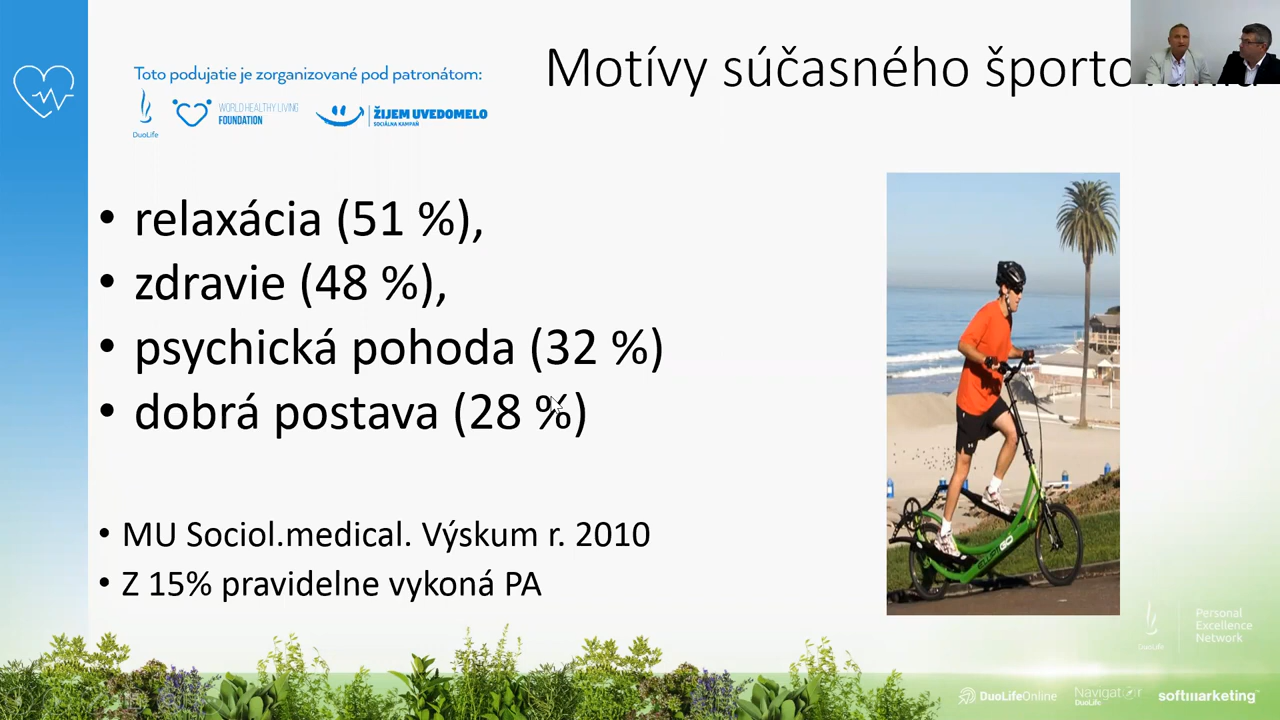 Motívy súčasného športo
Toto podujatie je zorganizované pod patronátom:
DuoLife
WORLD HEALTHY LIVING
FOUNDATION
ŽIJEM UVEDOMELO
SOCIÁLNA KAMPAŇ
• relaxácia (51 %),
• zdravie (48 %),
• psychická pohoda (32 %)
• dobrá postava (28 %)
• MU Sociol.medical. Výskum r. 2010
• Z 15% pravidelne vykoná PA
DuoLife
Personal
Excellence
Network
DuoLifeOnline
Navigator
DuoLife
softmarketing